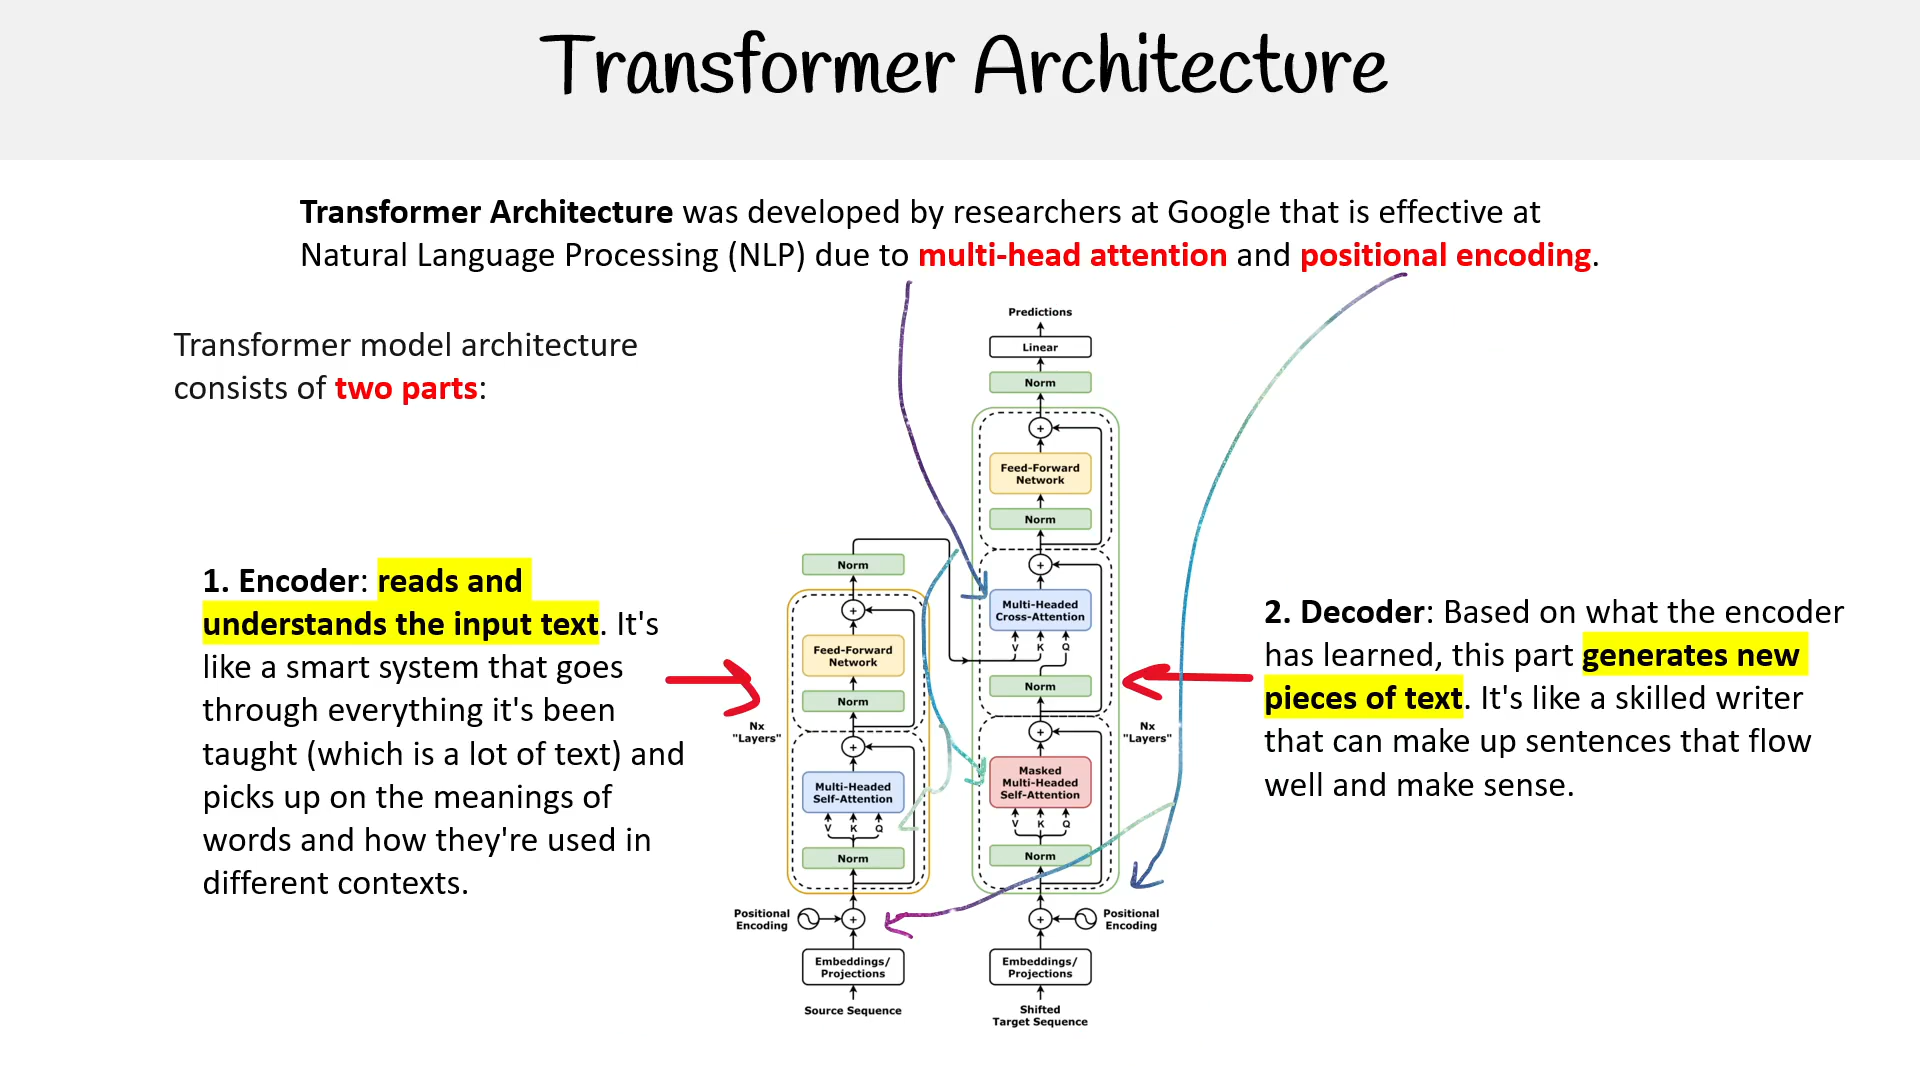 Transformer Architecture
Transformer Architecture was developed by researchers at Google that is effective at
Natural Language Processing (NLP) due to multi-head attention and positional encoding.
Transformer model architecture
consists of two parts:
1. Encoder: reads and
understands the input text. It's
like a smart system that goes
through everything it's been
taught (which is a lot of text) and
picks up on the meanings of
words and how they're used in
different contexts.
Norm
Feed-Forward
Network
Norm
Nx
"Layers"
Multi-Headed
Self-Attention
V K Q
Norm
Positional
Encoding
Embeddings/
Projections
Source Sequence
Predictions
Linear
Norm
Feed-Forward
Network
Norm
Multi-Headed
Cross-Attention
V K Q
Norm
Nx
"Layers"
Masked
Multi-Headed
Self-Attention
V K Q
Norm
Positional
Encoding
Embeddings/
Projections
Shifted
Target Sequence
2. Decoder: Based on what the encoder
has learned, this part generates new
pieces of text. It's like a skilled writer
that can make up sentences that flow
well and make sense.